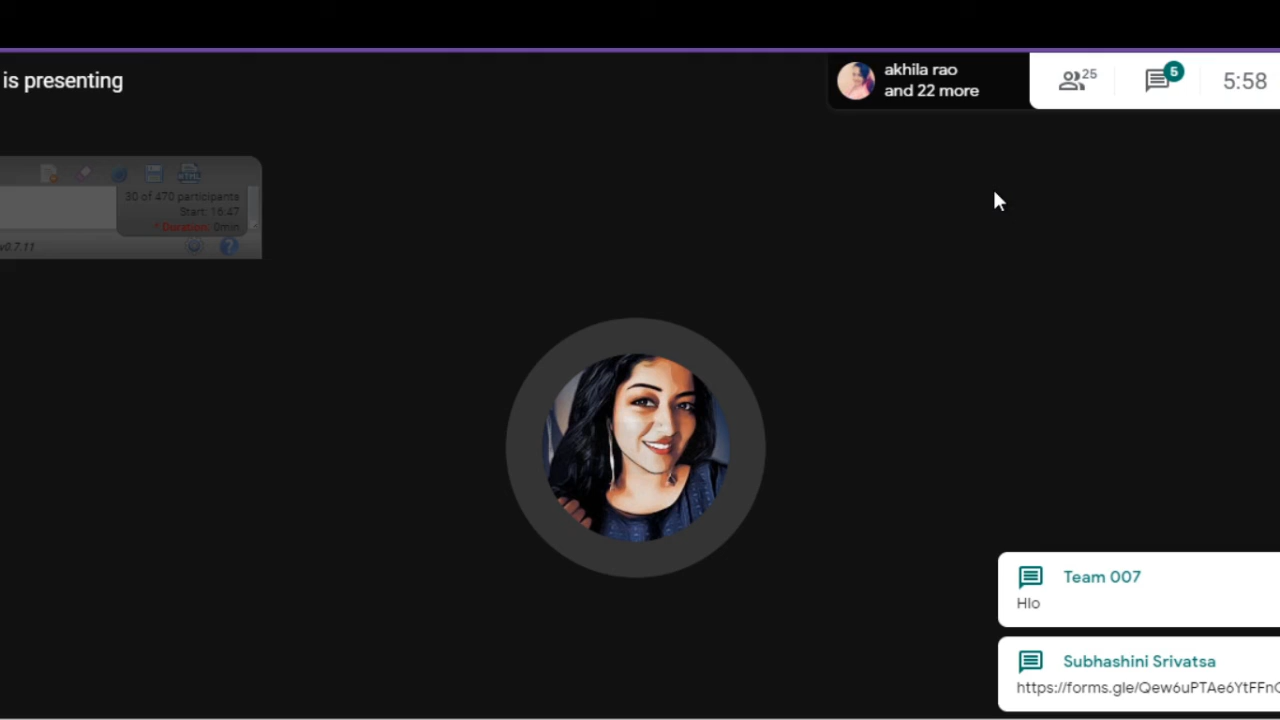 is presenting
akhila rao
and 22 more
25
5
5:58
HTML
30 of 470 participants
Start: 16:47
* Duration: 0min
v0.7.11
?
Team 007
Hlo
Subhashini Srivatsa
https://forms.gle/Qew6uPTAe6YtFFn